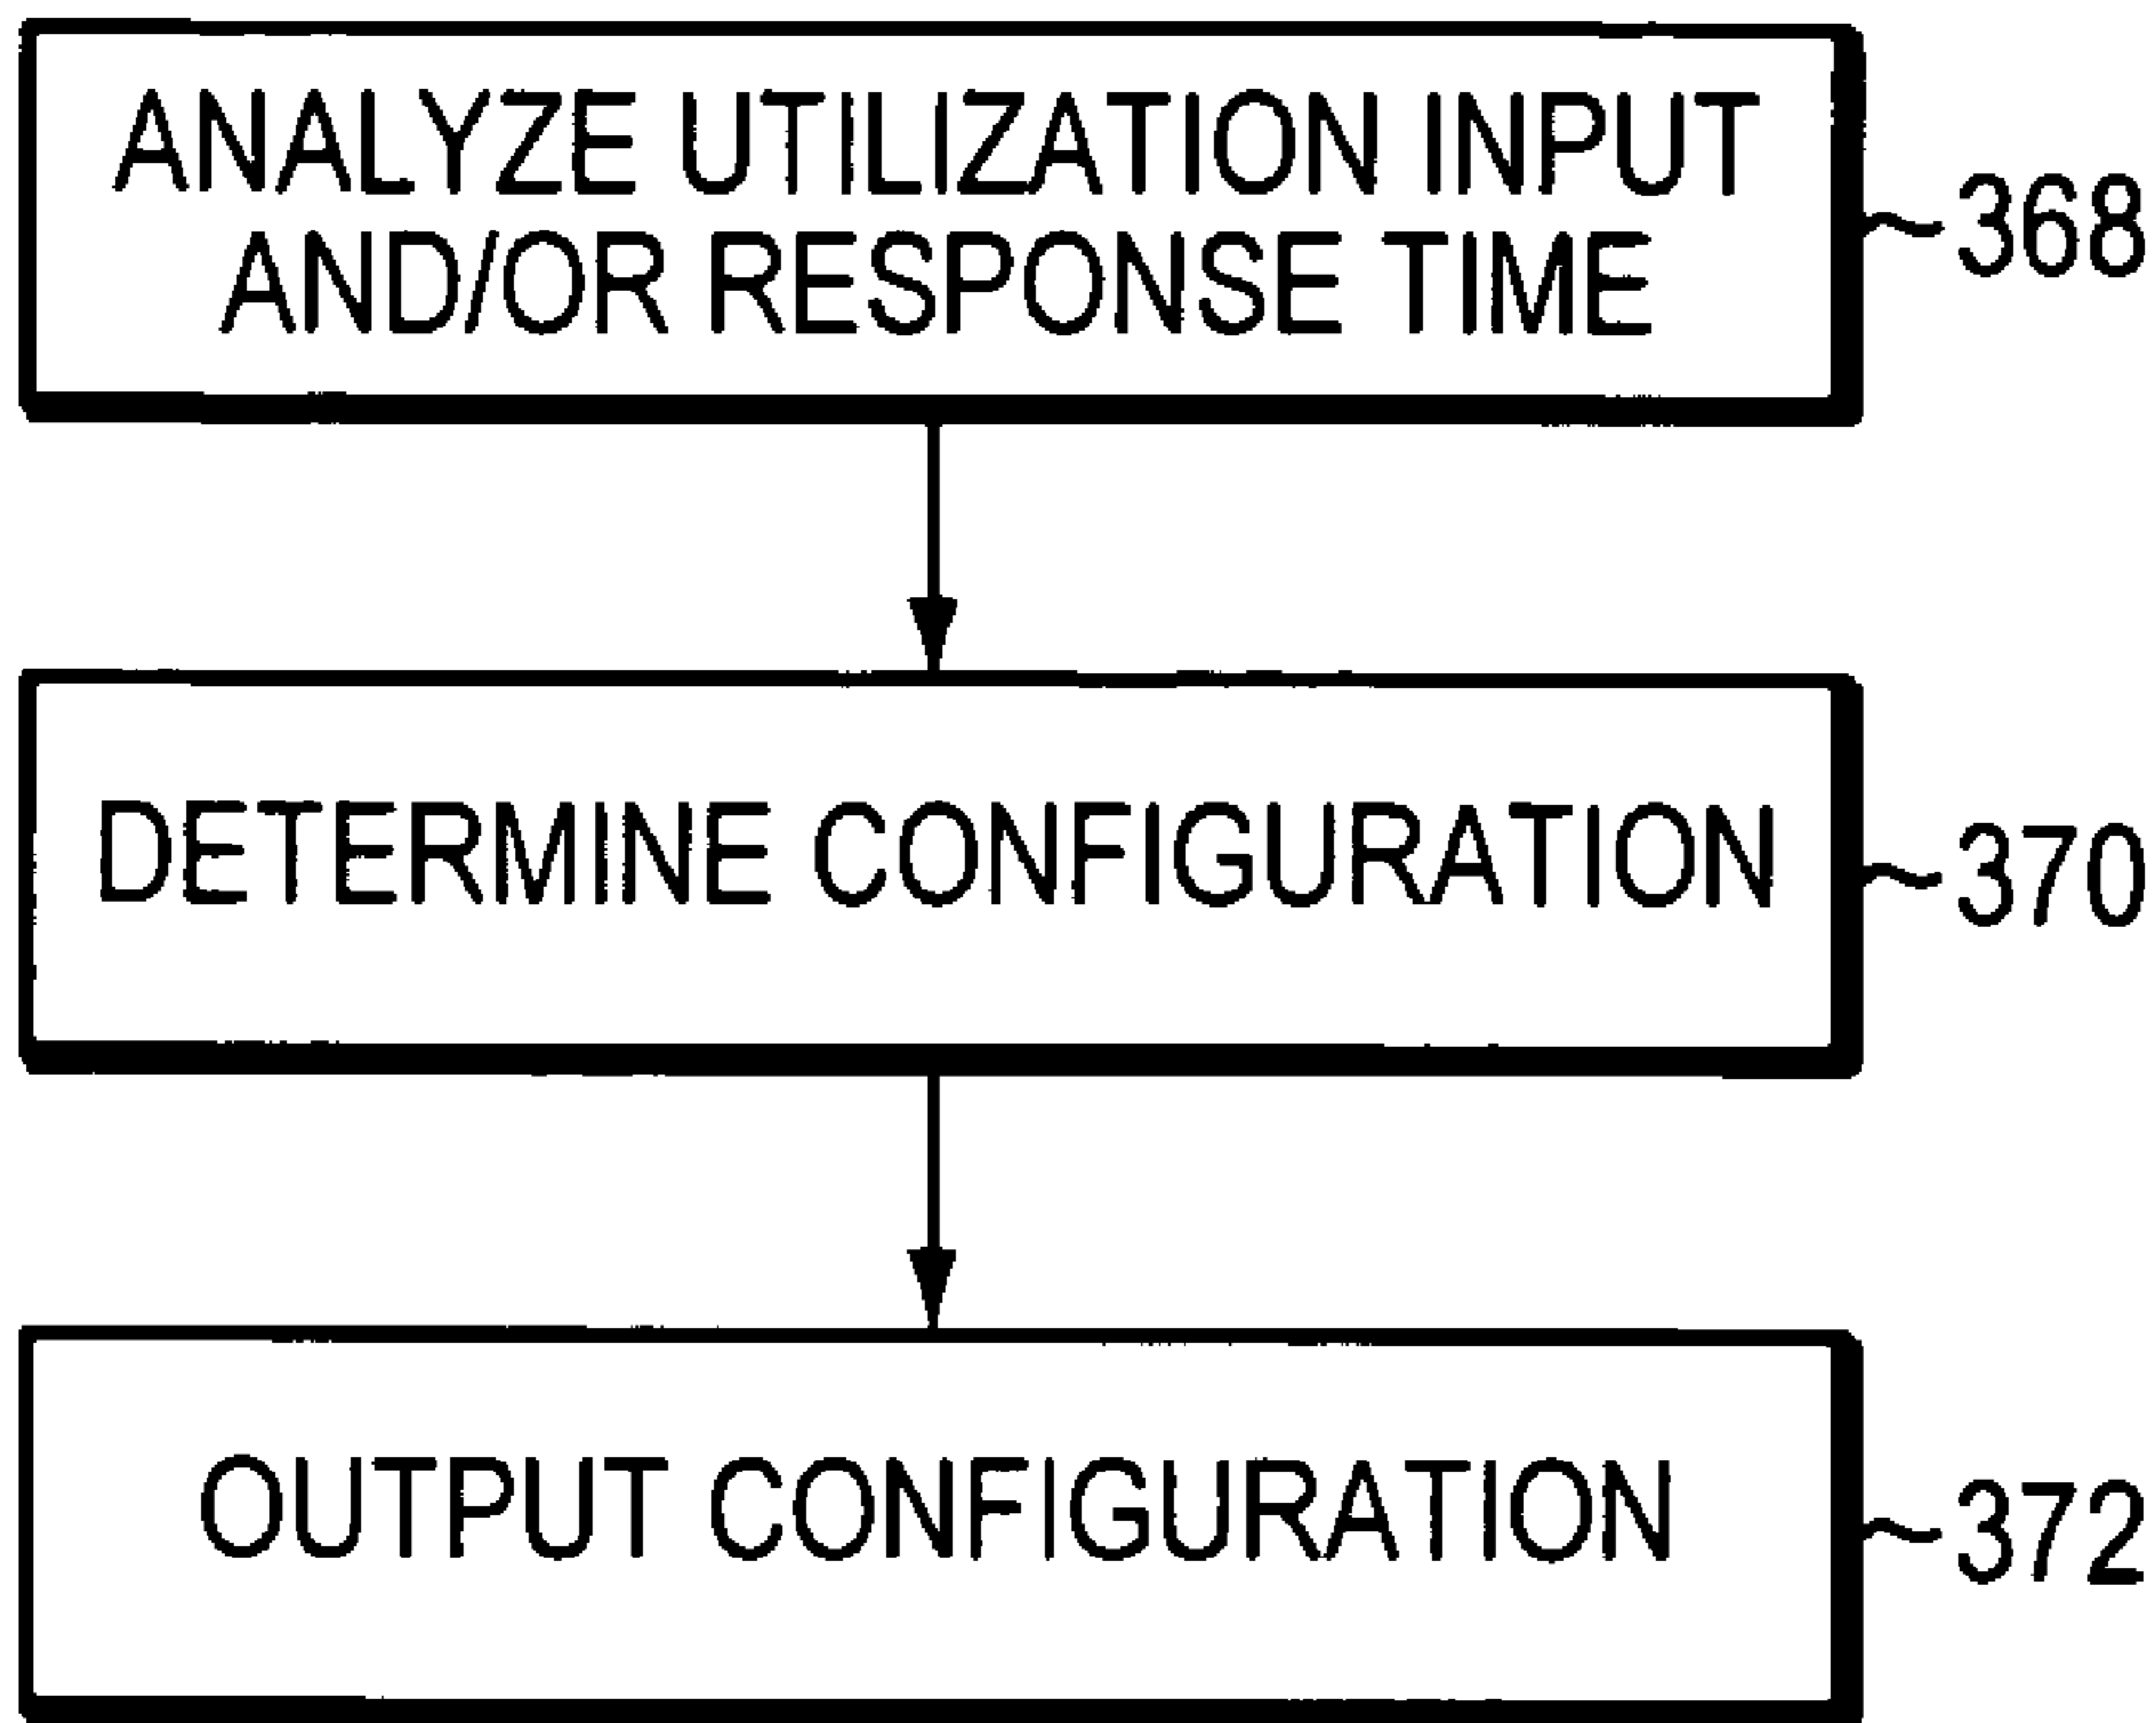 ANALYZE UTILIZATION INPUT
AND/OR RESPONSE TIME
368
DETERMINE CONFIGURATION
370
OUTPUT CONFIGURATION
372